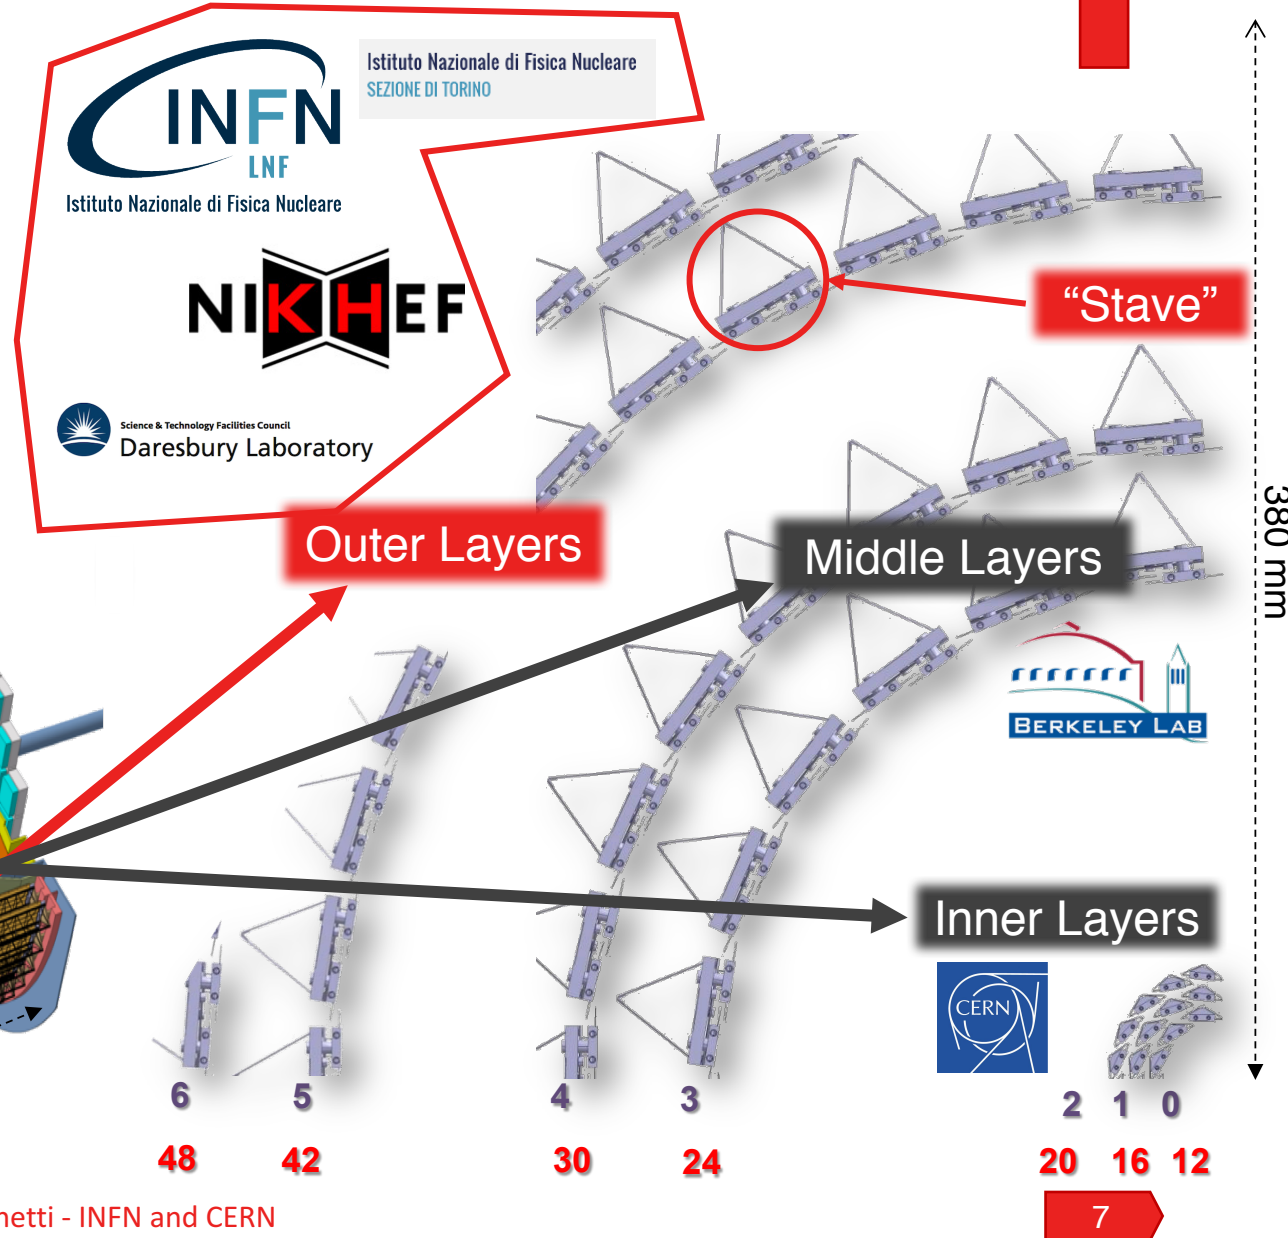 INFN
LNF
Istituto Nazionale di Fisica Nucleare
Istituto Nazionale di Fisica Nucleare
SEZIONE DI TORINO
NIKHEF
Science & Technology Facilities Council
Daresbury Laboratory
"Stave"
380 mm
Outer Layers
Middle Layers
BERKELEY LAB
Inner Layers
CERN
6 5 4 3 2 1 0
48 42 30 24 20 16 12
netti - INFN and CERN
7